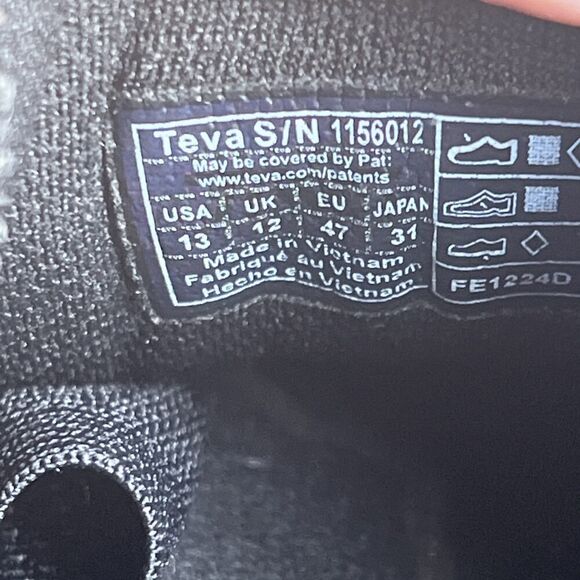 Teva S/N 1156012
May be covered by Pat:
www.teva.com/patents
USA UK EU JAPAN
13 12 47 31
Made in Vietnam
Fabriqué au Vietnam
Hecho en Vietnam
FE1224D